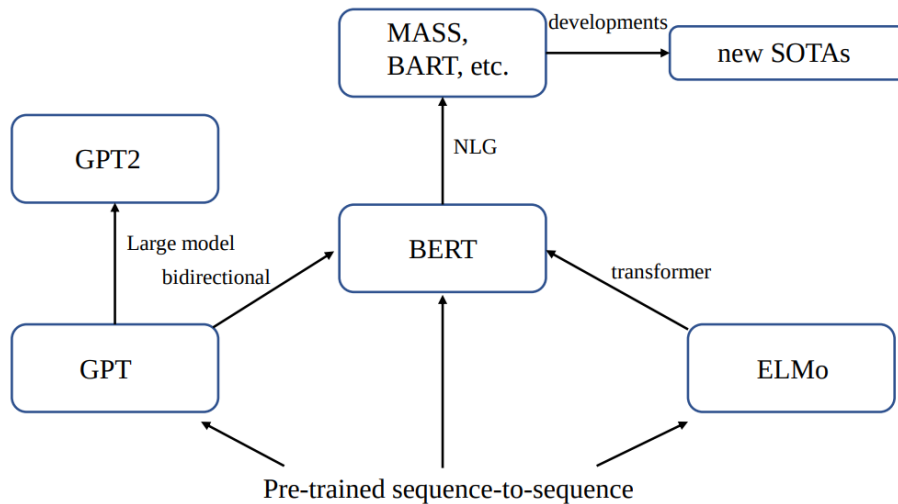 developments
MASS,
BART, etc.
new SOTAs
NLG
GPT2
Large model
bidirectional
BERT
transformer
GPT
ELMo
Pre-trained sequence-to-sequence